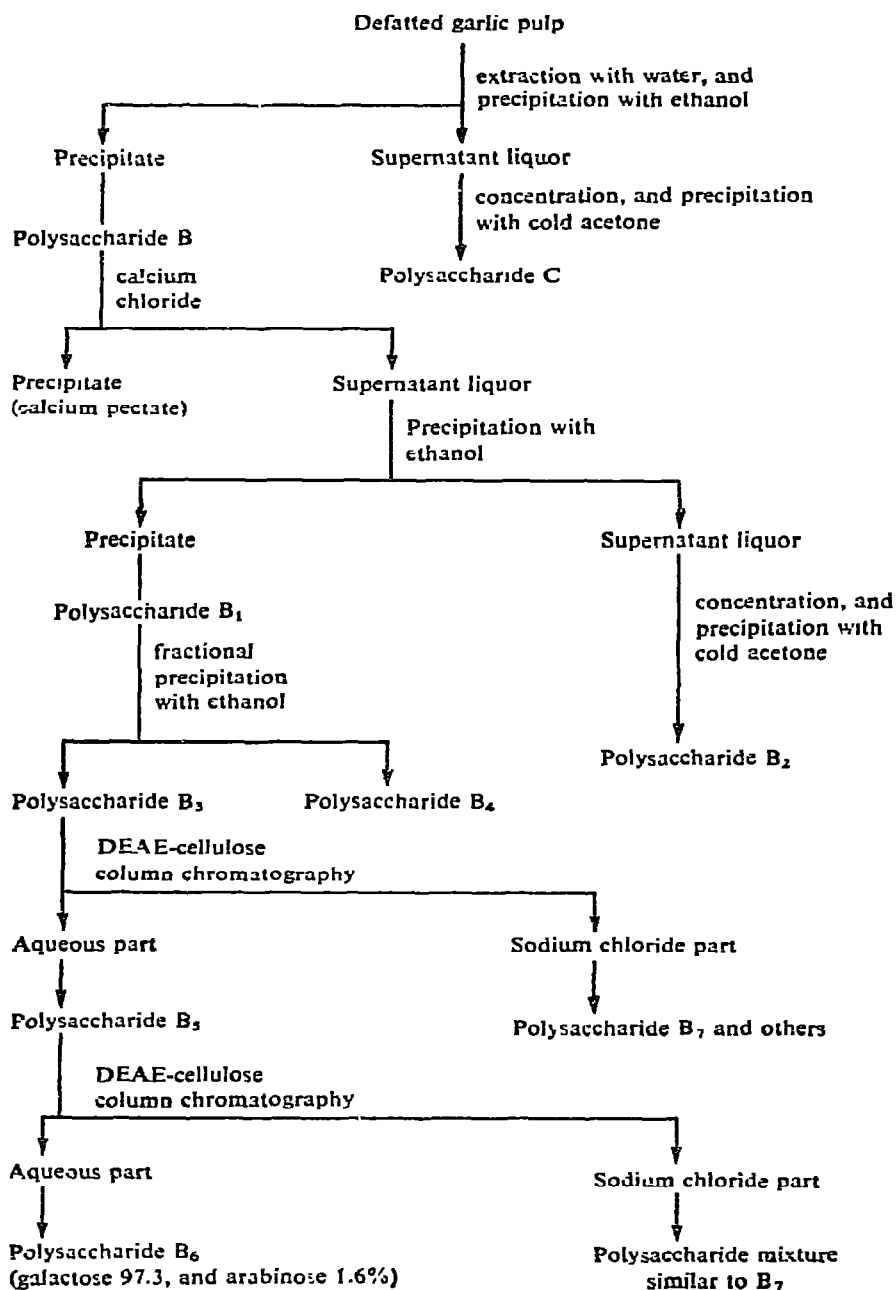 Defatted garlic pulp
extraction with water, and
precipitation with ethanol
Precipitate
Supernatant liquor
concentration, and precipitation
with cold acetone
Polysaccharide B
Polysaccharide C
calcium
chloride
Precipitate
(calcium pectate)
Supernatant liquor
Precipitation with
ethanol
Precipitate
Supernatant liquor
Polysaccharide B₁
concentration, and
precipitation with
cold acetone
fractional
precipitation
with ethanol
Polysaccharide B₂
Polysaccharide B₃
Polysaccharide B₄
DEAE-cellulose
column chromatography
Aqueous part
Sodium chloride part
Polysaccharide B₅
Polysaccharide B₇ and others
DEAE-cellulose
column chromatography
Aqueous part
Sodium chloride part
Polysaccharide B₆
(galactose 97.3, and arabinose 1.6%)
Polysaccharide mixture
similar to B₇